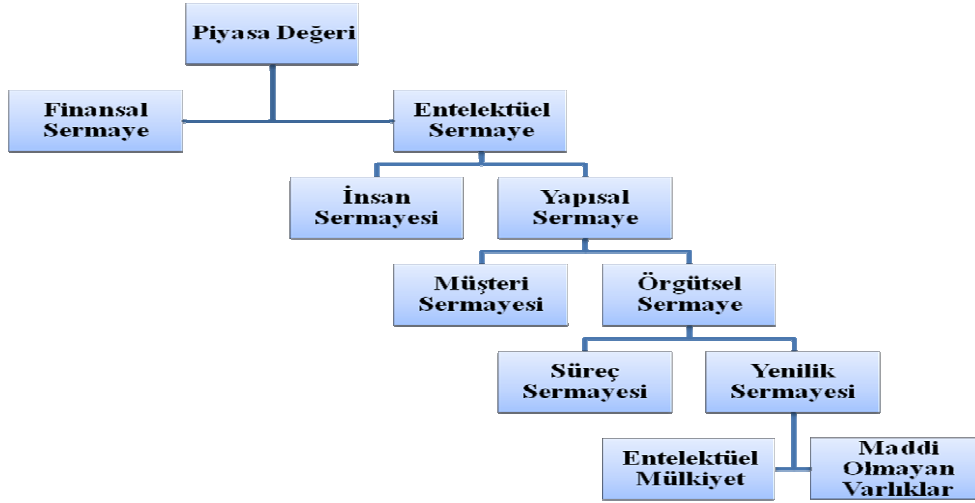 Piyasa Değeri
Finansal
Sermaye
Entelektüel
Sermaye
İnsan
Sermayesi
Yapısal
Sermaye
Müşteri
Sermayesi
Örgütsel
Sermaye
Süreç
Sermayesi
Yenilik
Sermayesi
Entelektüel
Mülkiyet
Maddi
Olmayan
Varlıklar